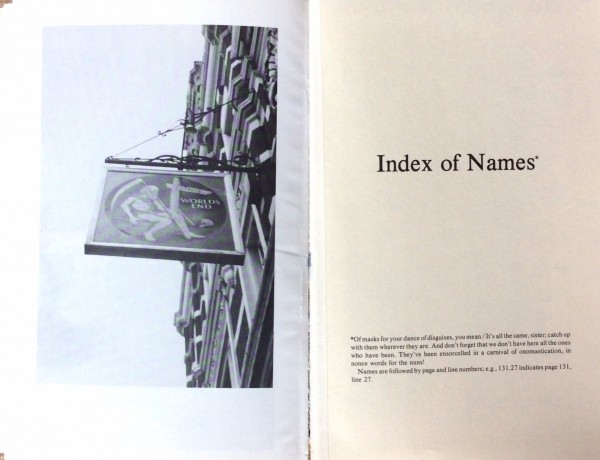 WORLDS
END
Index of Names*
*Of masks for your dance of disguises, you mean / It's all the same, sister; catch up
with them wherever they are. And don't forget that we don't have here all the ones
who have been. They've been ensorcelled in a carnival of onomastication, in
nonce words for the nuns!
Names are followed by page and line numbers; e.g., 131.27 indicates page 131,
line 27.